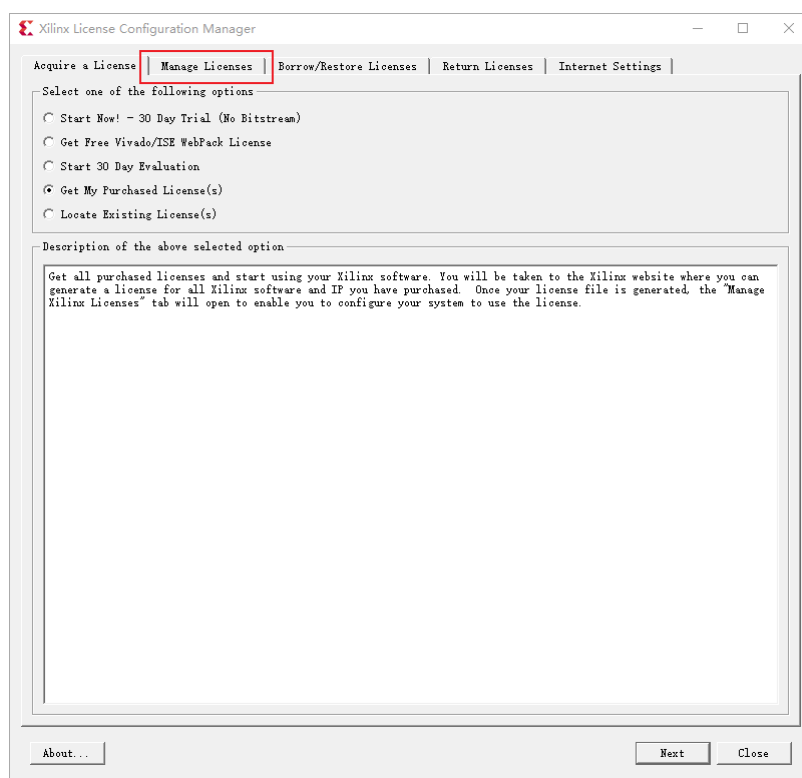 Xilinx License Configuration Manager
Acquire a License | Manage Licenses | Borrow/Restore Licenses | Return Licenses | Internet Settings |
Select one of the following options
Start Now! - 30 Day Trial (No Bitstream)
Get Free Vivado/ISE WebPack License
Start 30 Day Evaluation
Get My Purchased License(s)
Locate Existing License(s)
Description of the above selected option
Get all purchased licenses and start using your Xilinx software. You will be taken to the Xilinx website where you can
generate a license for all Xilinx software and IP you have purchased. Once your license file is generated, the "Manage
Xilinx Licenses" tab will open to enable you to configure your system to use the license.
About... Next Close